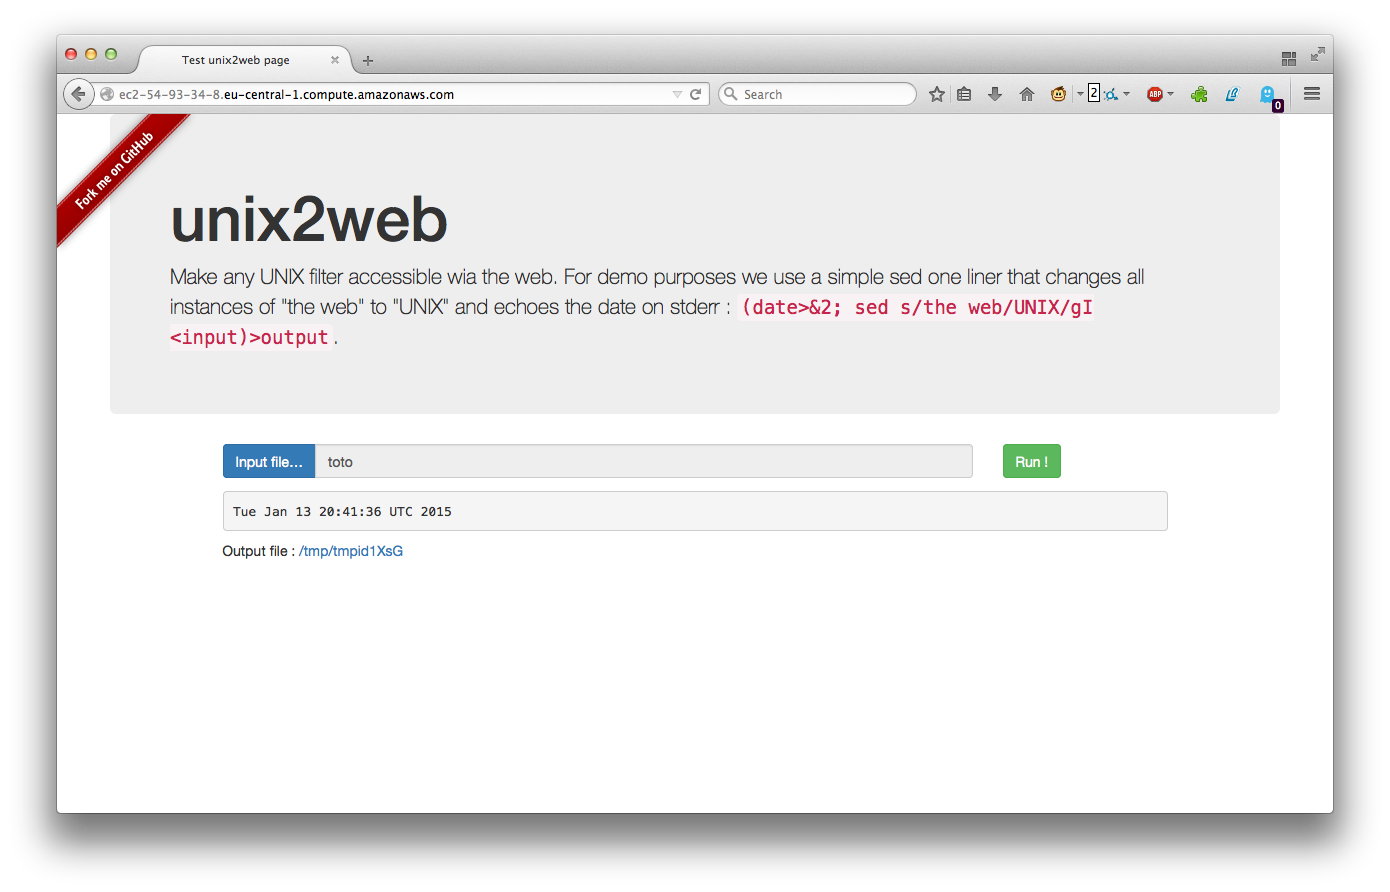 Test unix2web page
ec2-54-93-34-8.eu-central-1.compute.amazonaws.com
Search
2
ABP
0
Fork me on GitHub
unix2web
Make any UNIX filter accessible wia the web. For demo purposes we use a simple sed one liner that changes all
instances of "the web" to "UNIX" and echoes the date on stderr : (date>&2; sed s/the web/UNIX/gI
<input)>output .
Input file... toto Run !
Tue Jan 13 20:41:36 UTC 2015
Output file : /tmp/tmpid1XsG